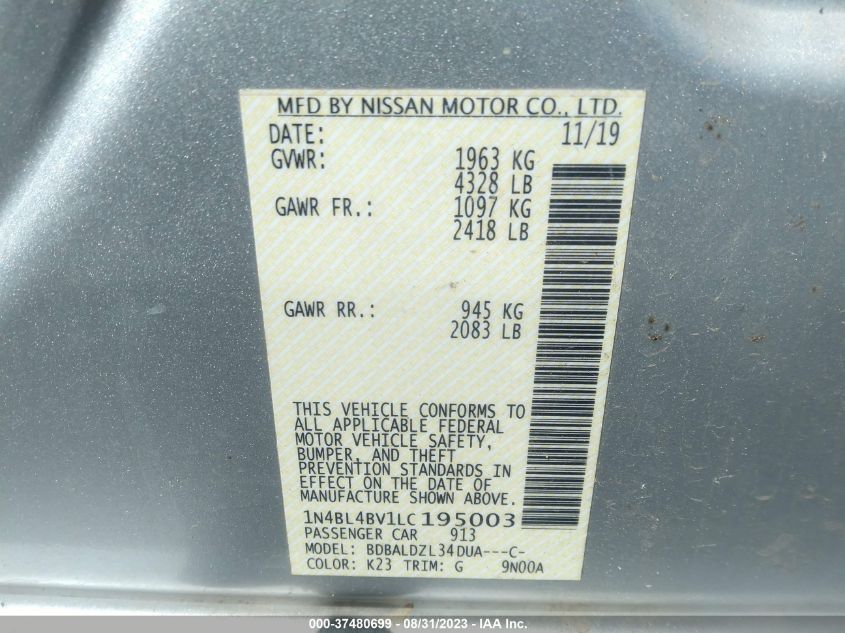 MFD BY NISSAN MOTOR CO., LTD.
DATE: 11/19
GVWR: 1963 KG
4328 LB
GAWR FR.: 1097 KG
2418 LB
GAWR RR.: 945 KG
2083 LB
THIS VEHICLE CONFORMS TO
ALL APPLICABLE FEDERAL
MOTOR VEHICLE SAFETY,
BUMPER, AND THEFT
PREVENTION STANDARDS IN
EFFECT ON THE DATE OF
MANUFACTURE SHOWN ABOVE.
1N4BL4BV1LC195003
PASSENGER CAR 913
MODEL: BDBALDZL34DUA---C-
COLOR: K23 TRIM: G 9N00A
000-37480699 - 08/31/2023 - IAA Inc.